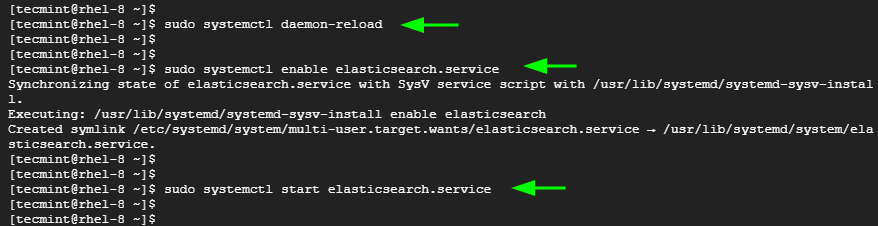 [tecmint@rhel-8 ~]$
[tecmint@rhel-8 ~]$ sudo systemctl daemon-reload
[tecmint@rhel-8 ~]$
[tecmint@rhel-8 ~]$
[tecmint@rhel-8 ~]$ sudo systemctl enable elasticsearch.service
Synchronizing state of elasticsearch.service with SysV service script with /usr/lib/systemd/systemd-sysv-instal
l.
Executing: /usr/lib/systemd/systemd-sysv-install enable elasticsearch
Created symlink /etc/systemd/system/multi-user.target.wants/elasticsearch.service → /usr/lib/systemd/system/ela
sticsearch.service.
[tecmint@rhel-8 ~]$
[tecmint@rhel-8 ~]$
[tecmint@rhel-8 ~]$ sudo systemctl start elasticsearch.service
[tecmint@rhel-8 ~]$
[tecmint@rhel-8 ~]$